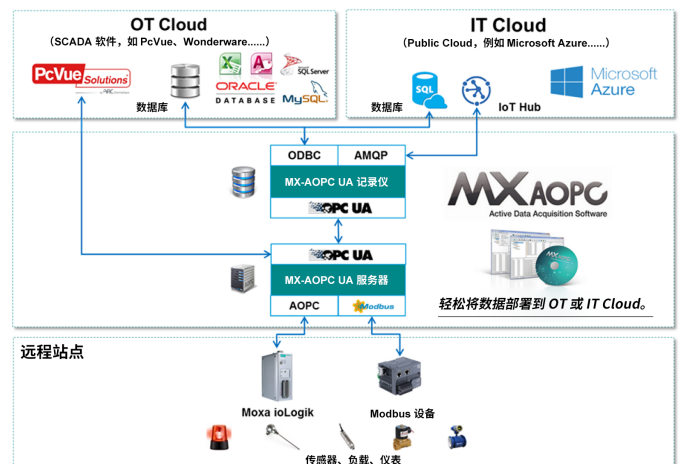 OT Cloud
（SCADA 软件，如 PcVue、Wonderware......）
PcVue Solutions
数据库
SQL Server
ORACLE
DATABASE
MySQL
IT Cloud
（Public Cloud，例如 Microsoft Azure......）
数据库
SQL
IoT Hub
Microsoft
Azure
ODBC
AMQP
MX-AOPC UA 记录仪
OPC UA
OPC UA
MX-AOPC UA 服务器
AOPC
Modbus
MXAOPC
Active Data Acquisition Software
轻松将数据部署到 OT 或 IT Cloud。
远程站点
Moxa ioLogik
Modbus 设备
传感器、负载、仪表